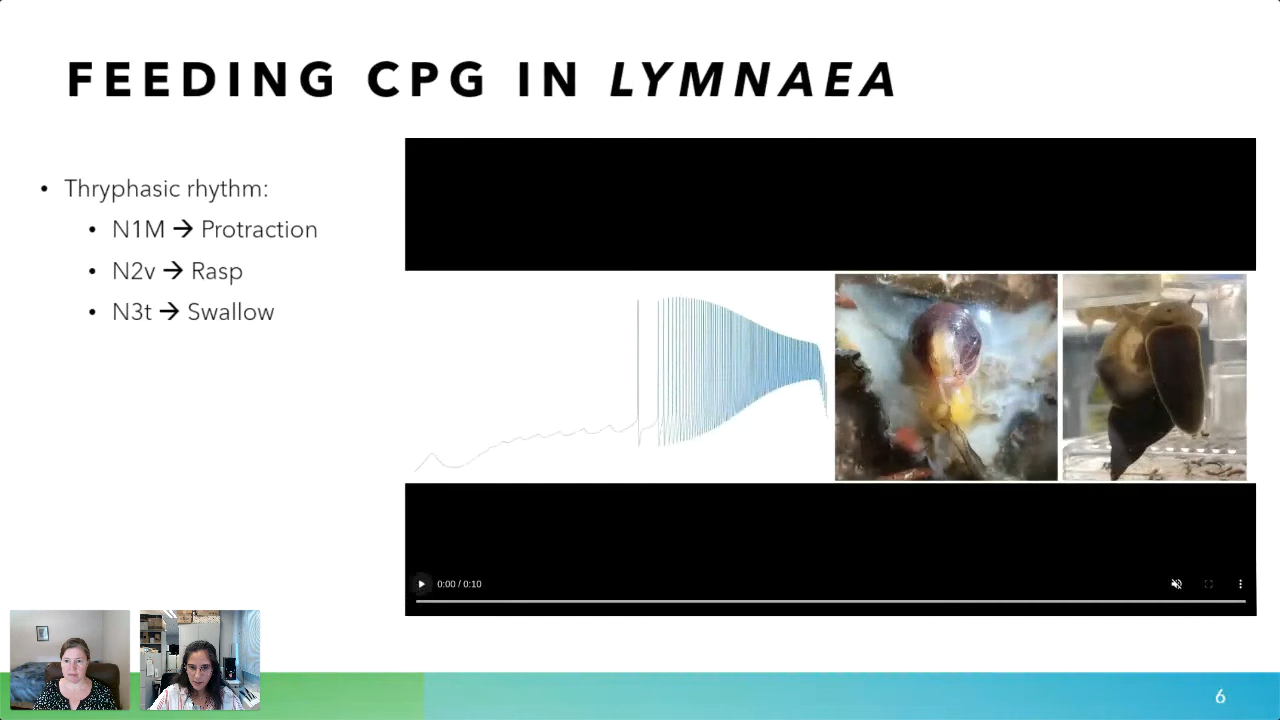 FEEDING CPG IN LYMNAEA
• Thryphasic rhythm:
• N1M → Protraction
• N2v → Rasp
• N3t → Swallow
0:00 / 0:10
6